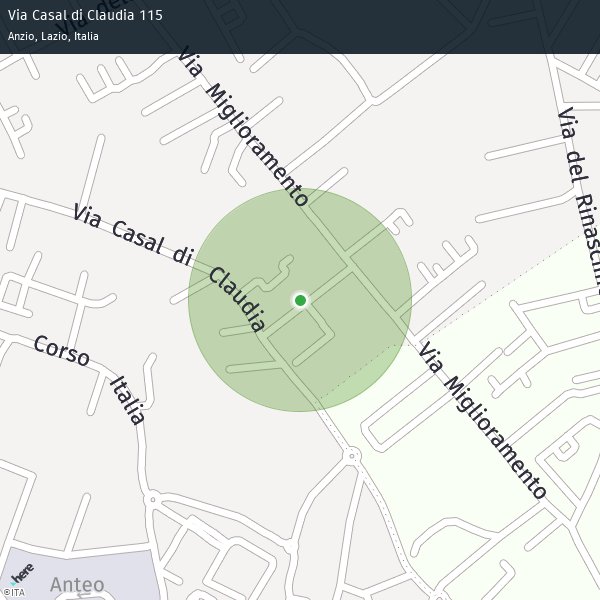 Via Casal di Claudia 115
Anzio, Lazio, Italia
Via Miglioramento
Via del Rinascim
Via Casal di Claudia
Corso Italia
Via Miglioramento
Anteo
here
©ITA